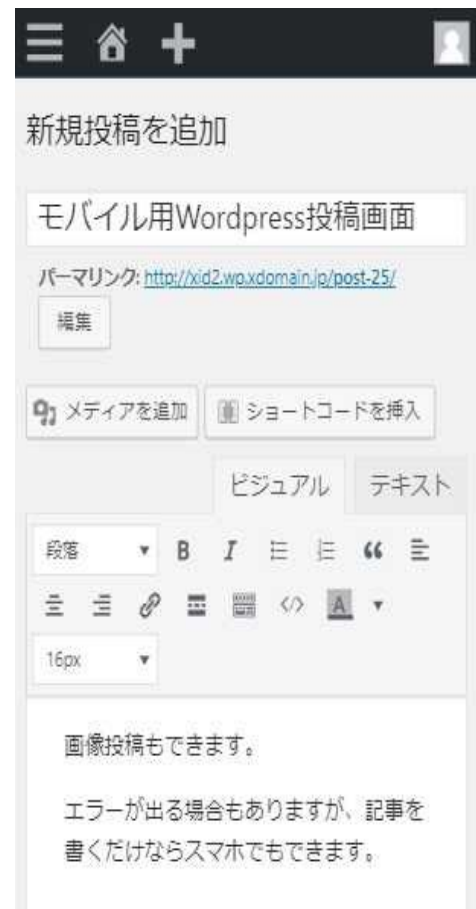 新規投稿を追加
モバイル用Wordpress投稿画面
パーマリンク: http://xid2.wp.xdomain.jp/post-25/
編集
メディアを追加 ショートコードを挿入
ビジュアル テキスト
段落 B I
A
16px
画像投稿もできます。
エラーが出る場合もありますが、記事を
書くだけならスマホでもできます。